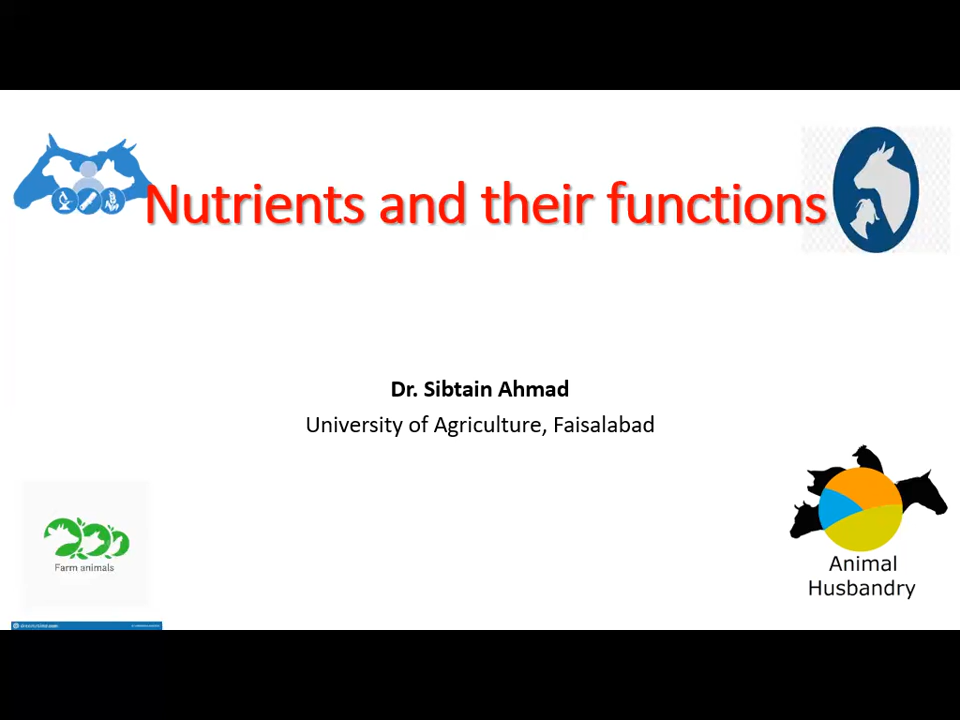 Nutrients and their functions
Dr. Sibtain Ahmad
University of Agriculture, Faisalabad
Farm animals
Animal
Husbandry